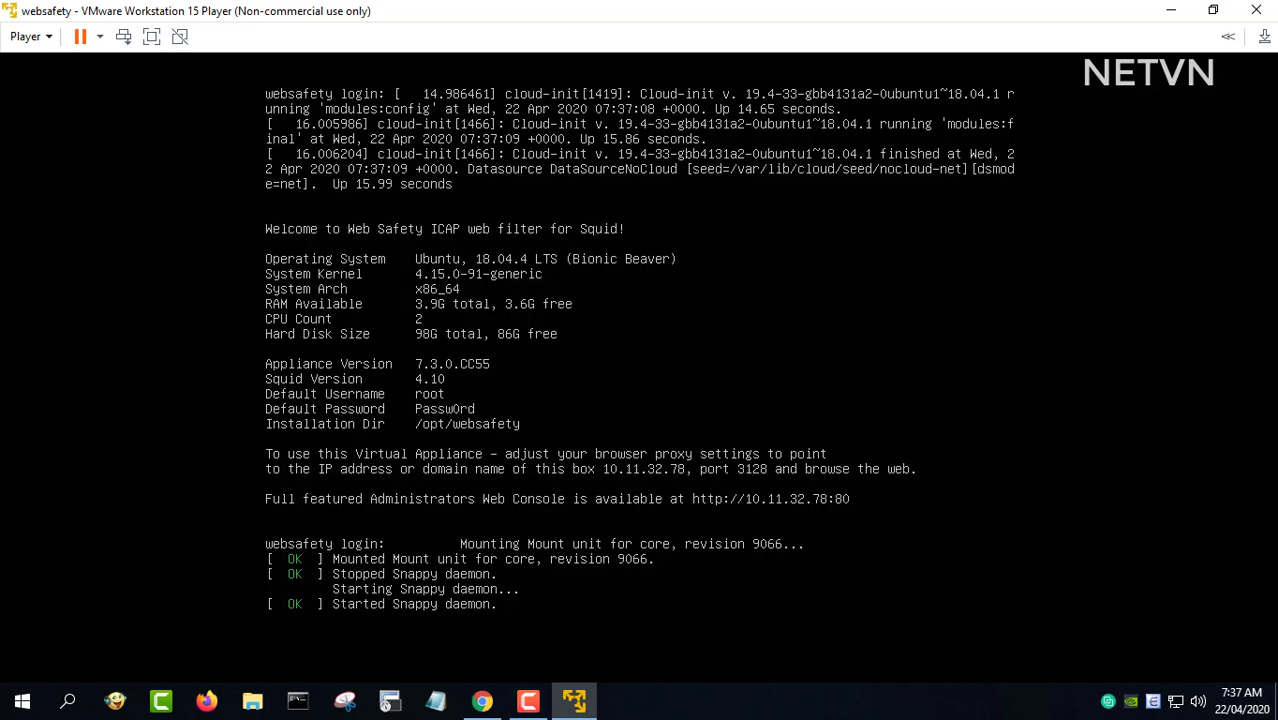 websafety - VMware Workstation 15 Player (Non-commercial use only)
Player
NETVN
websafety login: [   14.986461] cloud-init[1419]: Cloud-init v. 19.4-33-gbb4131a2-0ubuntu1~18.04.1 r
unning 'modules:config' at Wed, 22 Apr 2020 07:37:08 +0000. Up 14.65 seconds.
[   16.005986] cloud-init[1466]: Cloud-init v. 19.4-33-gbb4131a2-0ubuntu1~18.04.1 running 'modules:f
inal' at Wed, 22 Apr 2020 07:37:09 +0000. Up 15.86 seconds.
[   16.006204] cloud-init[1466]: Cloud-init v. 19.4-33-gbb4131a2-0ubuntu1~18.04.1 finished at Wed, 2
2 Apr 2020 07:37:09 +0000. Datasource DataSourceNoCloud [seed=/var/lib/cloud/seed/nocloud-net][dsmod
e=net].  Up 15.99 seconds
Welcome to Web Safety ICAP web filter for Squid!
Operating System    Ubuntu, 18.04.4 LTS (Bionic Beaver)
System Kernel       4.15.0-91-generic
System Arch         x86_64
RAM Available       3.9G total, 3.6G free
CPU Count           2
Hard Disk Size      98G total, 86G free
Appliance Version   7.3.0.CC55
Squid Version       4.10
Default Username    root
Default Password    Passw0rd
Installation Dir    /opt/websafety
To use this Virtual Appliance - adjust your browser proxy settings to point
to the IP address or domain name of this box 10.11.32.78, port 3128 and browse the web.
Full featured Administrators Web Console is available at http://10.11.32.78:80
websafety login:          Mounting Mount unit for core, revision 9066...
[  OK  ] Mounted Mount unit for core, revision 9066.
[  OK  ] Stopped Snappy daemon.
         Starting Snappy daemon...
[  OK  ] Started Snappy daemon.
7:37 AM
22/04/2020